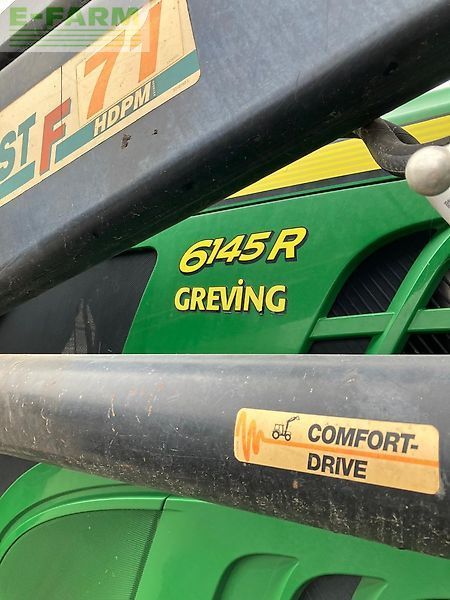 E-FARM
ST F 71
HDPM
6145R
GREVING
COMFORT-
DRIVE